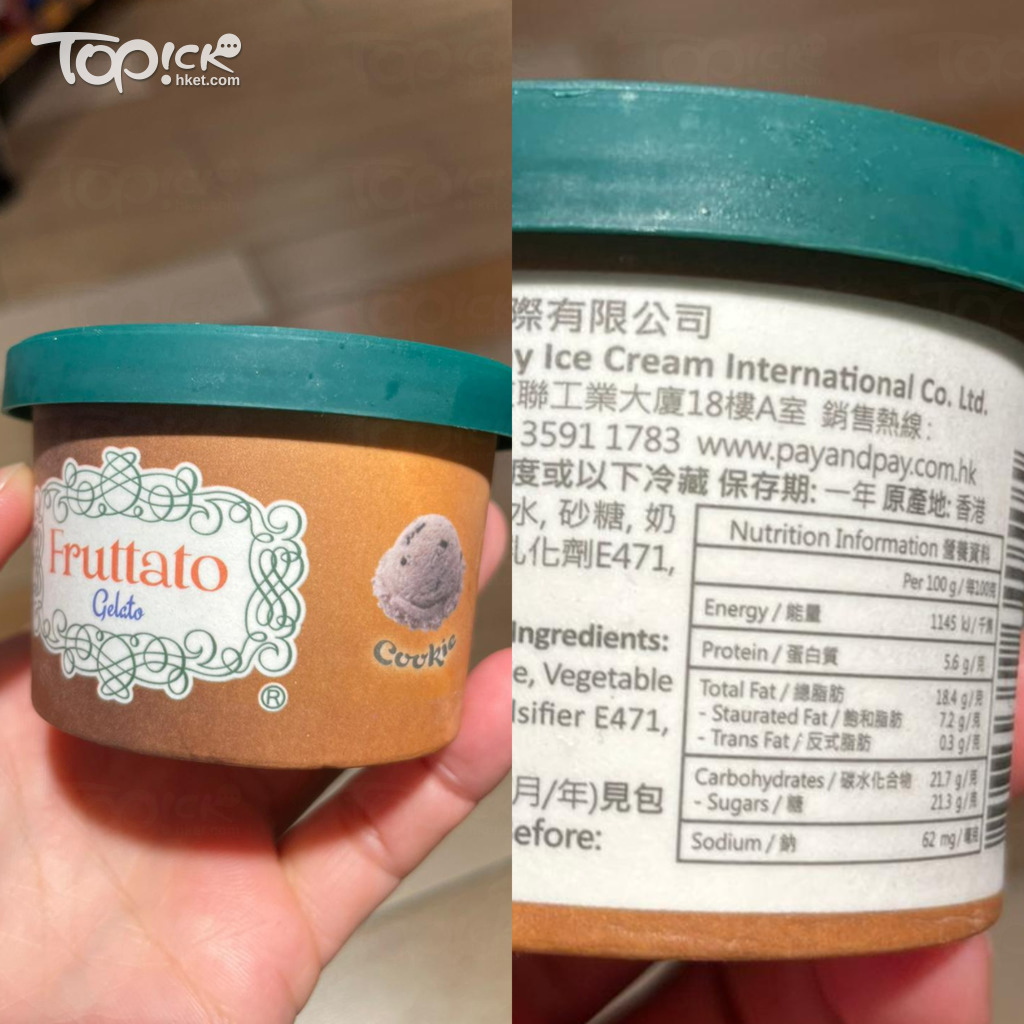 TOPick
hket.com
Fruttato
Gelato
Cookie
®
際有限公司
y Ice Cream International Co. Ltd.
聯工業大廈18樓A室 銷售熱線:
3591 1783 www.payandpay.com.hk
度或以下冷藏 保存期: 一年 原產地: 香港
水, 砂糖, 奶
乳化劑E471,
Ingredients:
e, Vegetable
lsifier E471,
月/年)見包
efore:
Nutrition Information 營養資料
Per 100 g / 每100克
Energy / 能量 1145 kJ / 千焦
Protein / 蛋白質 5.6 g / 克
Total Fat / 總脂肪 18.4 g / 克
- Staurated Fat / 飽和脂肪 7.2 g / 克
- Trans Fat / 反式脂肪 0.3 g / 克
Carbohydrates / 碳水化合物 21.7 g / 克
- Sugars / 糖 21.3 g / 克
Sodium / 鈉 62 mg / 毫克